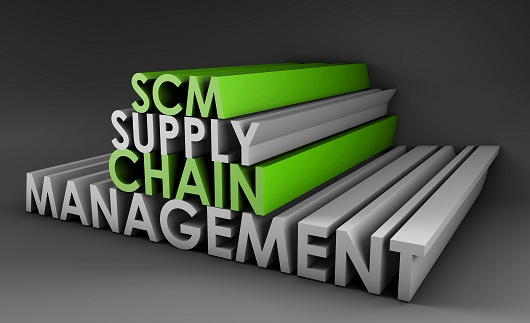 SCM
SUPPLY
CHAIN
MANAGEMENT